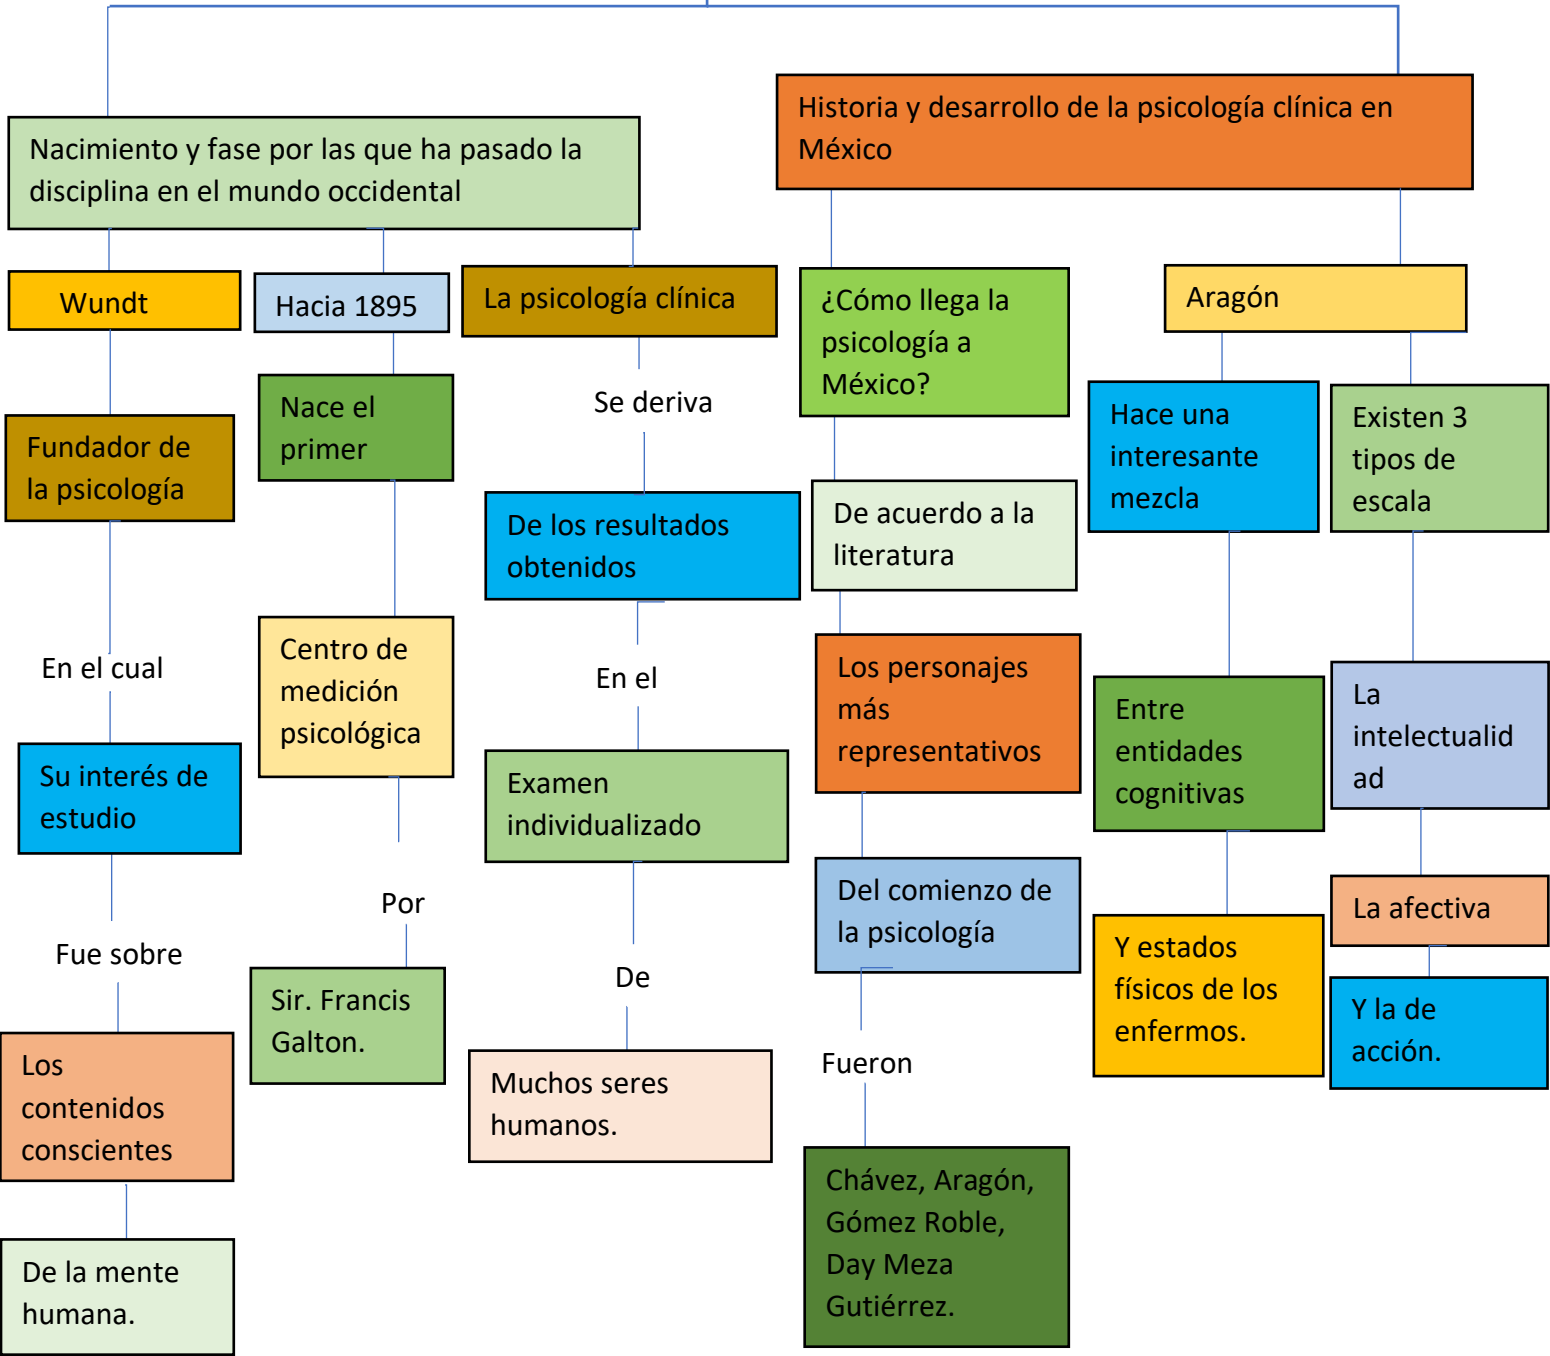 Nacimiento y fase por las que ha pasado la
disciplina en el mundo occidental
Wundt
Fundador de
la psicología
En el cual
Su interés de
estudio
Fue sobre
Los
contenidos
conscientes
De la mente
humana.
Hacia 1895
Nace el
primer
Centro de
medición
psicológica
Por
Sir. Francis
Galton.
La psicología clínica
Se deriva
De los resultados
obtenidos
En el
Examen
individualizado
De
Muchos seres
humanos.
Historia y desarrollo de la psicología clínica en
México
¿Cómo llega la
psicología a
México?
De acuerdo a la
literatura
Los personajes
más
representativos
Del comienzo de
la psicología
Fueron
Chávez, Aragón,
Gómez Roble,
Day Meza
Gutiérrez.
Aragón
Hace una
interesante
mezcla
Entre
entidades
cognitivas
Y estados
físicos de los
enfermos.
Existen 3
tipos de
escala
La
intelectualid
ad
La afectiva
Y la de
acción.